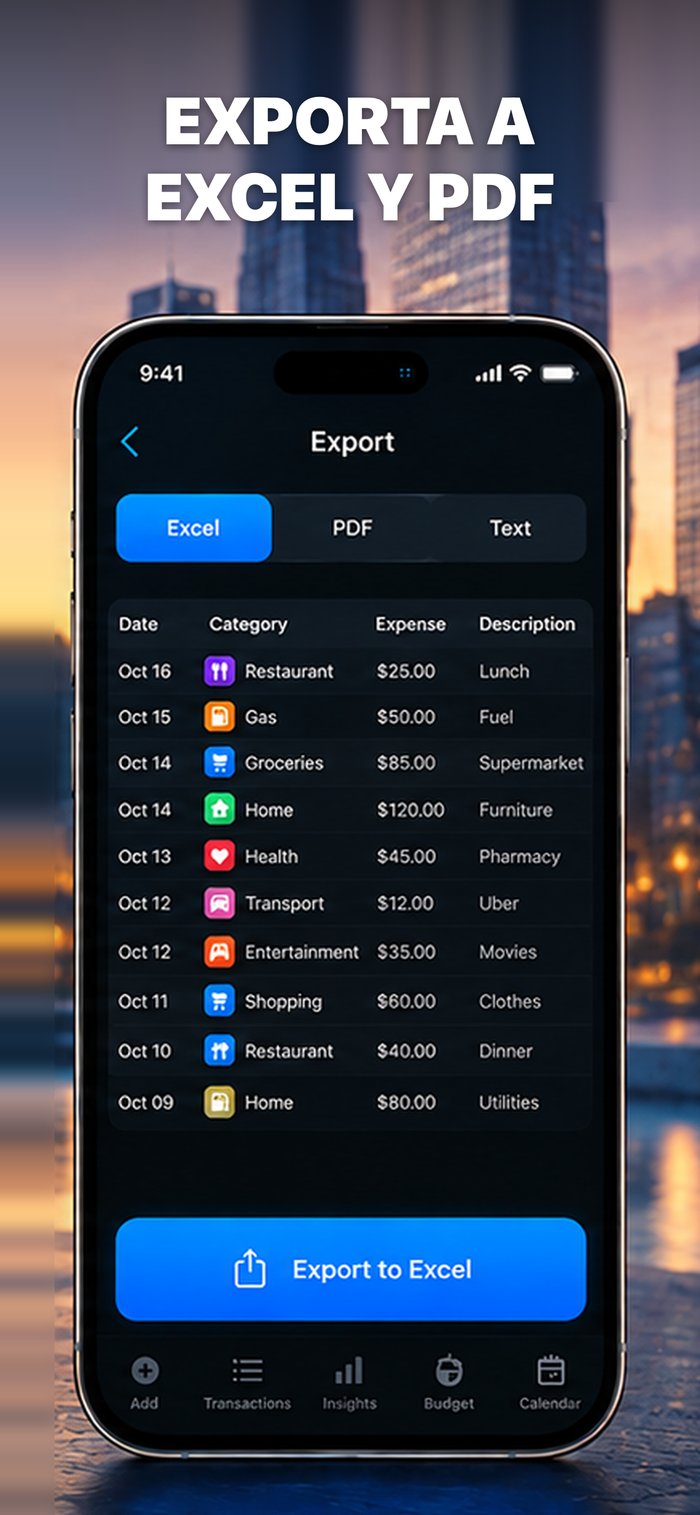 EXPORTA A
EXCEL Y PDF
9:41
Export
Excel PDF Text
Date Category Expense Description
Oct 16 Restaurant $25.00 Lunch
Oct 15 Gas $50.00 Fuel
Oct 14 Groceries $85.00 Supermarket
Oct 14 Home $120.00 Furniture
Oct 13 Health $45.00 Pharmacy
Oct 12 Transport $12.00 Uber
Oct 12 Entertainment $35.00 Movies
Oct 11 Shopping $60.00 Clothes
Oct 10 Restaurant $40.00 Dinner
Oct 09 Home $80.00 Utilities
Export to Excel
Add Transactions Insights Budget Calendar